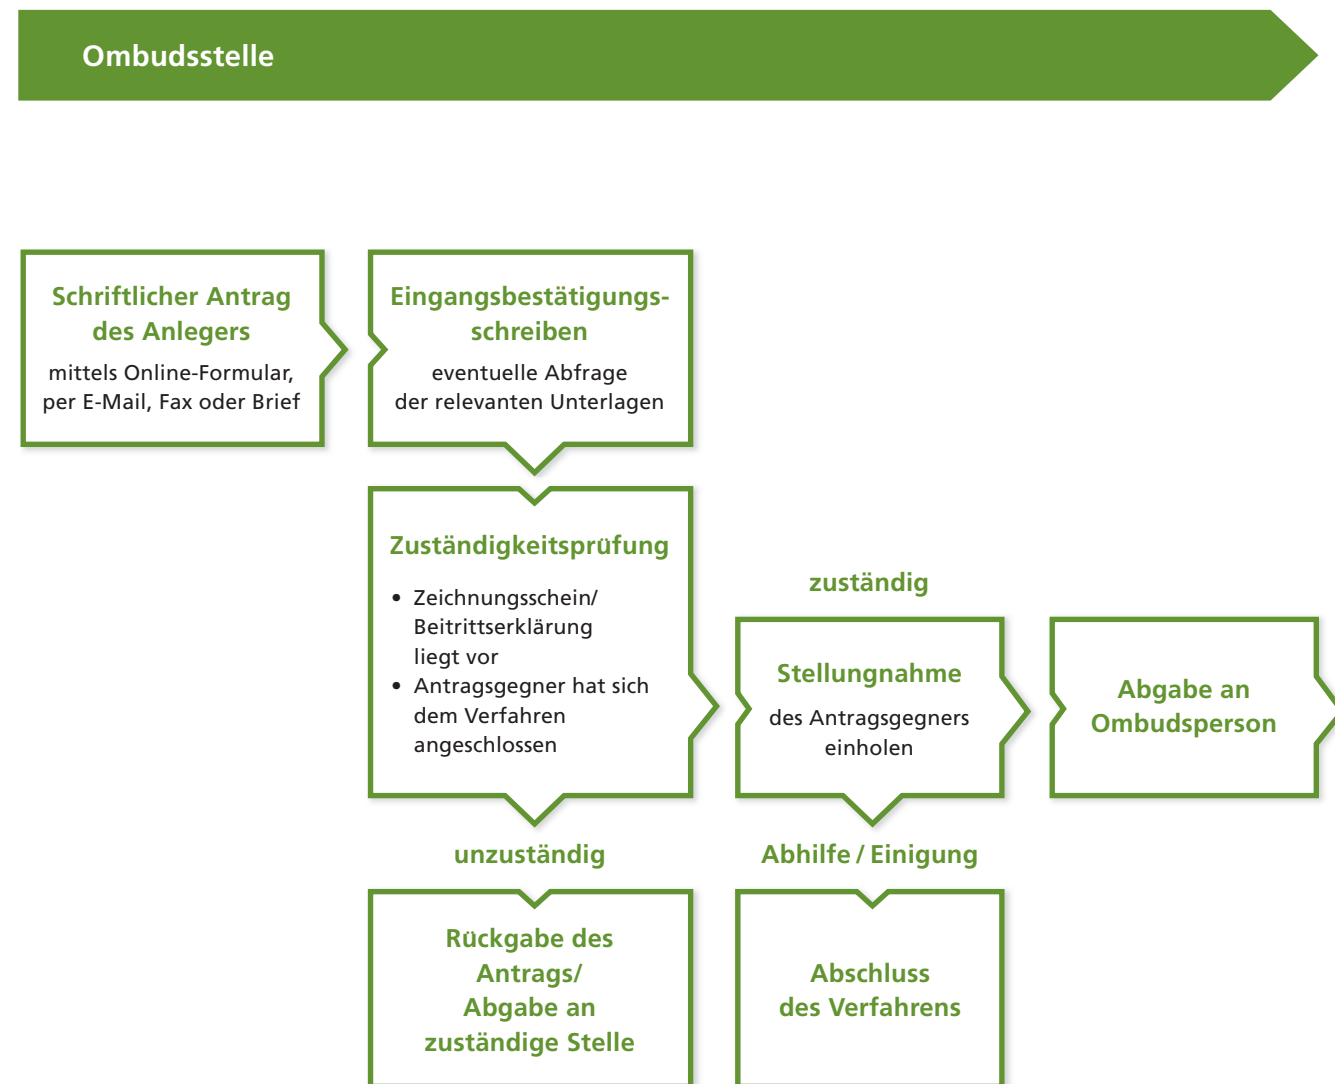 Ombudsstelle
Schriftlicher Antrag
des Anlegers
mittels Online-Formular,
per E-Mail, Fax oder Brief
Eingangsbestätigungs-
schreiben
eventuelle Abfrage
der relevanten Unterlagen
Zuständigkeitsprüfung
• Zeichnungsschein/
Beitrittserklärung
liegt vor
• Antragsgegner hat sich
dem Verfahren
angeschlossen
zuständig
Stellungnahme
des Antragsgegners
einholen
Abgabe an
Ombudsperson
unzuständig
Abhilfe / Einigung
Rückgabe des
Antrags/
Abgabe an
zuständige Stelle
Abschluss
des Verfahrens